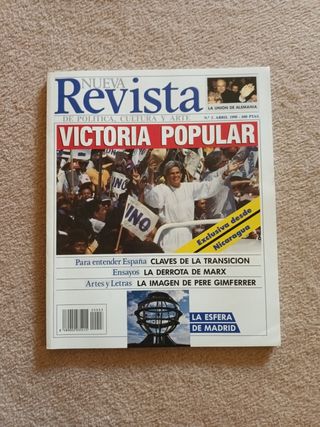 NUEVA
Revista
DE POLITICA, CULTURA Y ARTE
LA UNION DE ALEMANIA
VICTORIA POPULAR
UNO
UNO
Exclusiva desde
Nicaragua
Para entender España CLAVES DE LA TRANSICION
Ensayos LA DERROTA DE MARX
Artes y Letras LA IMAGEN DE PERE GIMFERRER
LA ESFERA
DE MADRID